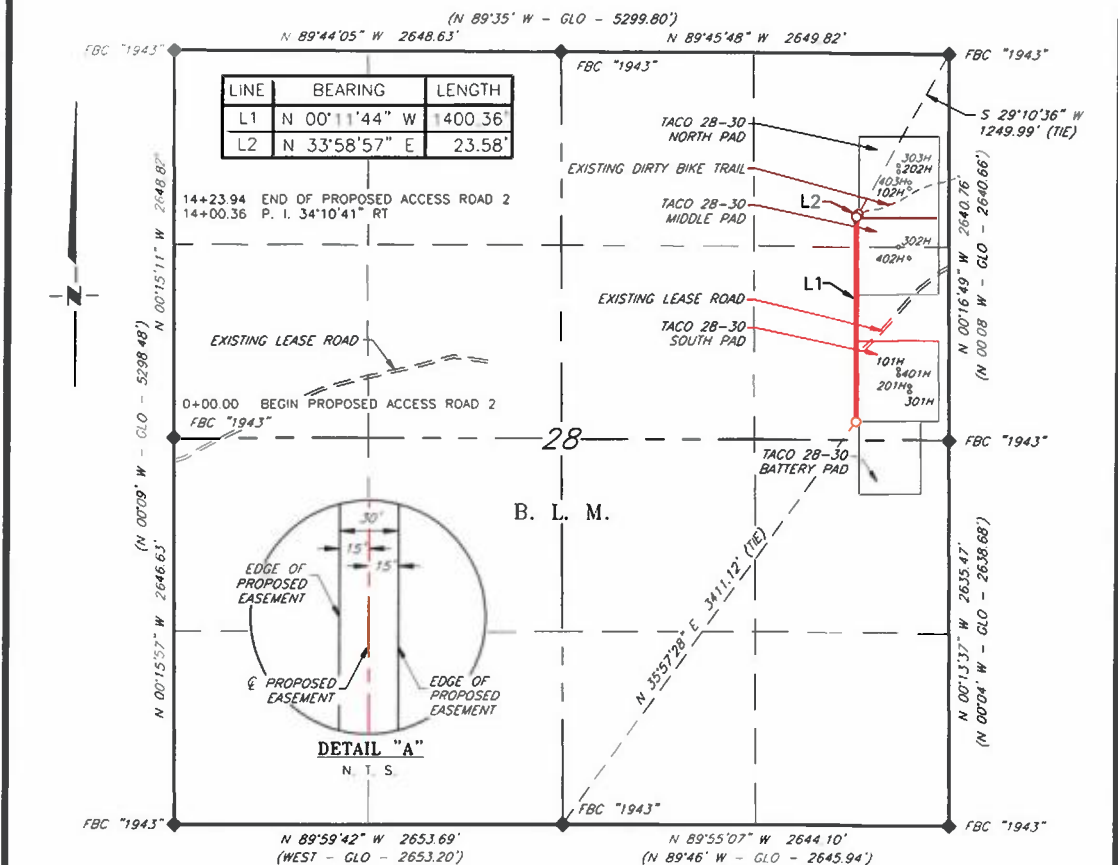 (N 89°35' W - GLO - 5299.80')
N 89°44'05" W 2648.63'
N 89°45'48" W 2649.82'
FBC "1943"
FBC "1943"
FBC "1943"
LINE BEARING LENGTH
L1 N 00°11'44" W 1400.36'
L2 N 33°58'57" E 23.58'
S 29°10'36" W
1249.99' (TIE)
TACO 28-30
NORTH PAD
303H
202H
403H
102H
EXISTING DIRTY BIKE TRAIL
L2
TACO 28-30
MIDDLE PAD
302H
402H
14+23.94 END OF PROPOSED ACCESS ROAD 2
14+00.36 P. I. 34°10'41" RT
N 00°15'11" W 2648.82'
(N 00°09' W - GLO - 5298.48')
N 00°16'49" W 2640.76'
(N 00°08' W - GLO - 2640.66')
Z
L1
EXISTING LEASE ROAD
TACO 28-30
SOUTH PAD
101H
401H
201H
301H
EXISTING LEASE ROAD
0+00.00 BEGIN PROPOSED ACCESS ROAD 2
FBC "1943"
28
FBC "1943"
TACO 28-30
BATTERY PAD
B. L. M.
30'
15'
15'
EDGE OF
PROPOSED
EASEMENT
℄ PROPOSED
EASEMENT
EDGE OF
PROPOSED
EASEMENT
DETAIL "A"
N. T. S.
N 00°15'57" W 2646.63'
N 35°57'28" E 3411.12' (TIE)
N 00°13'37" W 2635.47'
(N 00°04' W - GLO - 2638.68')
FBC "1943"
FBC "1943"
FBC "1943"
N 89°59'42" W 2653.69'
(WEST - GLO - 2653.20')
N 89°55'07" W 2644.10'
(N 89°46' W - GLO - 2645.94')